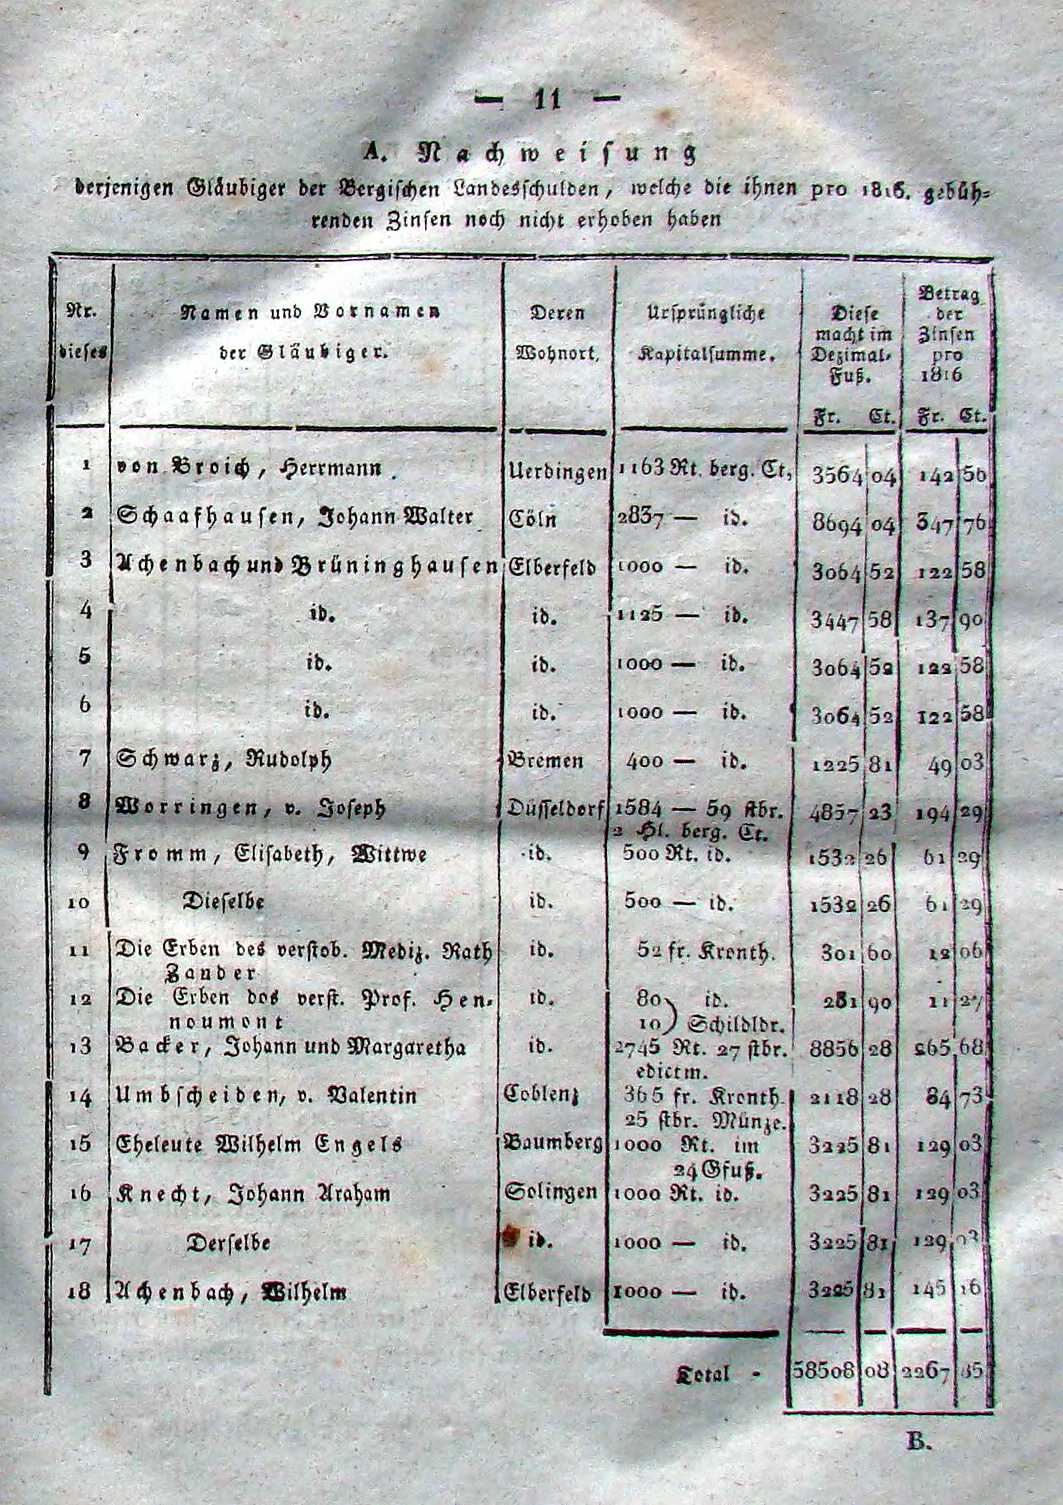 — 11 —
A. Nachweisung
derjenigen Gläubiger der Bergischen Landesschulden, welche die ihnen pro 1816. gebüh-
renden Zinsen noch nicht erhoben haben
Nr. dieses
Namen und Vornamen der Gläubiger.
Deren Wohnort.
Ursprüngliche Kapitalsumme.
Diese macht im Dezimal-Fuß. Fr. Ct.
Betrag der Zinsen pro 1816 Fr. Ct.
1 von Broich, Herrmann Uerdingen 1163 Rt. berg. Ct, 3564 04 142 56
2 Schaafhausen, Johann Walter Cöln 2837 — id. 8694 04 347 76
3 Achenbach und Brüninghausen Elberfeld 1000 — id. 3064 52 122 58
4 id. id. 1125 — id. 3447 58 137 90
5 id. id. 1000 — id. 3064 52 122 58
6 id. id. 1000 — id. 3064 52 122 58
7 Schwarz, Rudolph Bremen 400 — id. 1225 81 49 03
8 Worringen, v. Joseph Düsseldorf 1584 — 59 stbr. 4857 23 194 29
2 Hl. berg. Ct.
9 Fromm, Elisabeth, Wittwe id. 500 Rt. id. 1532 26 61 29
10 Dieselbe id. 500 — id. 1532 26 61 29
11 Die Erben des verstob. Mediz. Rath id. 52 fr. Kronth. 301 60 12 06
Zander
12 Die Erben des verst. Prof. Hen- id. 80) id. 281 90 11 27
noumont 10) Schildldr.
13 Backer, Johann und Margaretha id. 2745 Rt. 27 stbr. 8856 28 265 68
edictm.
14 Umbscheiden, v. Valentin Coblenz 365 fr. Kronth. 2118 28 84 73
25 stbr. Münze.
15 Eheleute Wilhelm Engels Baumberg 1000 Rt. im 3225 81 129 03
24 Gfuß.
16 Knecht, Johann Araham Solingen 1000 Rt. id. 3225 81 129 03
17 Derselbe id. 1000 — id. 3225 81 129 03
18 Achenbach, Wilhelm Elberfeld 1000 — id. 3225 81 145 16
Total - 58508 08 2267 85
B.